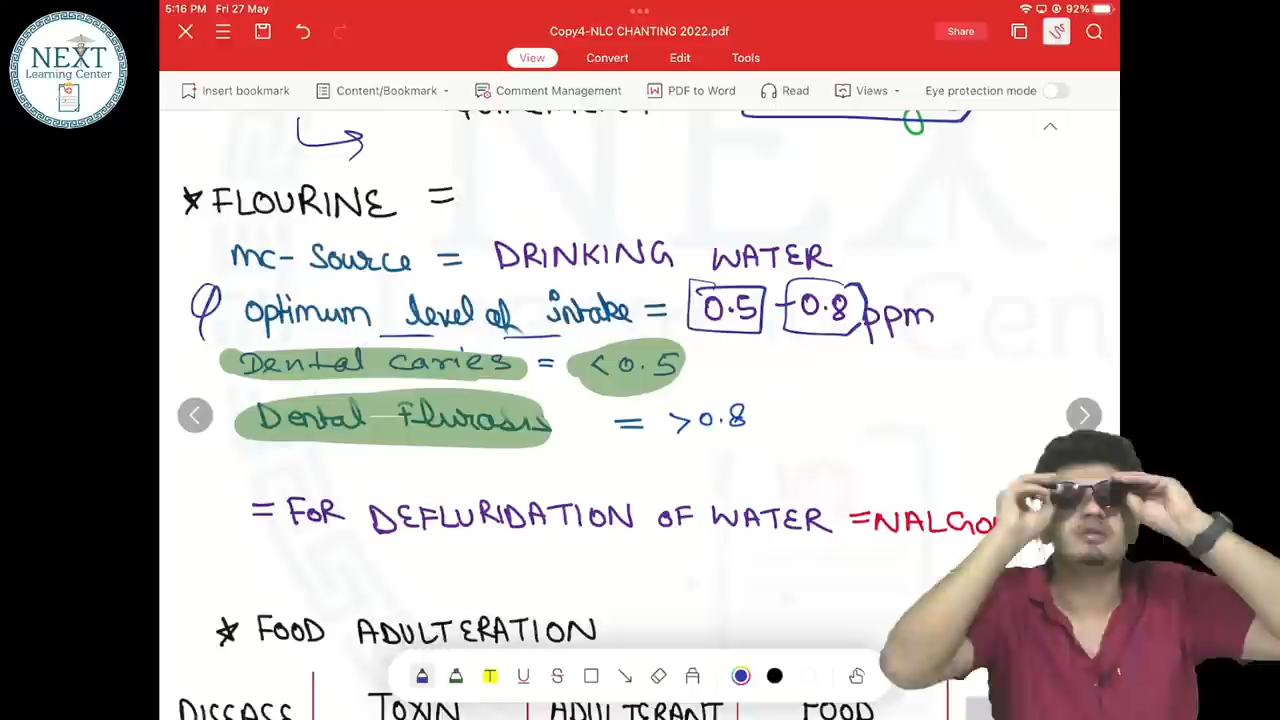 5:16 PM Fri 27 May
92%
NEXT
Learning Center
Copy4-NLC CHANTING 2022.pdf
Share
View Convert Edit Tools
Insert bookmark Content/Bookmark Comment Management PDF to Word Read Views Eye protection mode
* FLOURINE =
mc- Source = DRINKING WATER
optimum level of intake = 0.5 - 0.8 ppm
Dental caries = < 0.5
Dental Flurasis = > 0.8
= FOR DEFLURIDATION OF WATER = NALGO
* FOOD ADULTERATION
DISEASE TOXIN ADULTERANT FOOD